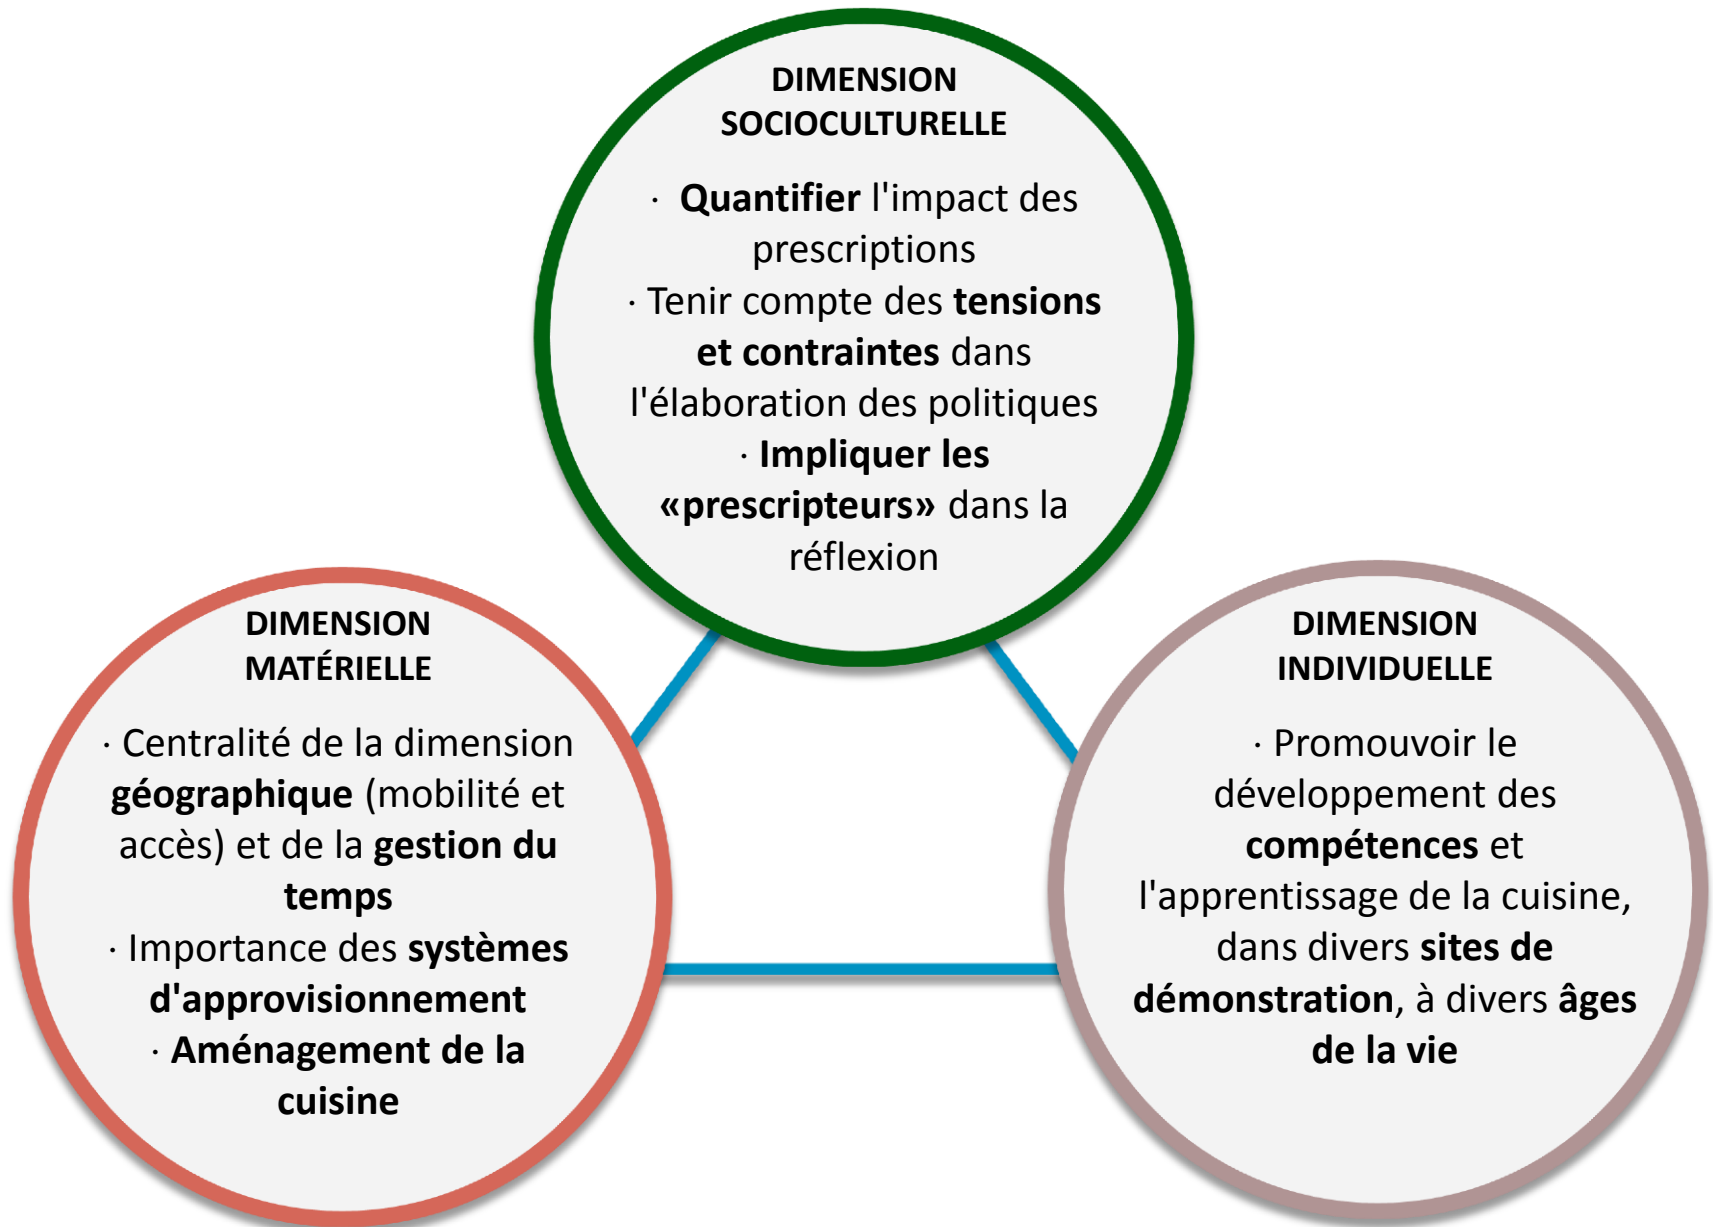 DIMENSION
SOCIOCULTURELLE
· Quantifier l'impact des
prescriptions
· Tenir compte des tensions
et contraintes dans
l'élaboration des politiques
· Impliquer les
«prescripteurs» dans la
réflexion
DIMENSION
MATÉRIELLE
· Centralité de la dimension
géographique (mobilité et
accès) et de la gestion du
temps
· Importance des systèmes
d'approvisionnement
· Aménagement de la
cuisine
DIMENSION
INDIVIDUELLE
· Promouvoir le
développement des
compétences et
l'apprentissage de la cuisine,
dans divers sites de
démonstration, à divers âges
de la vie